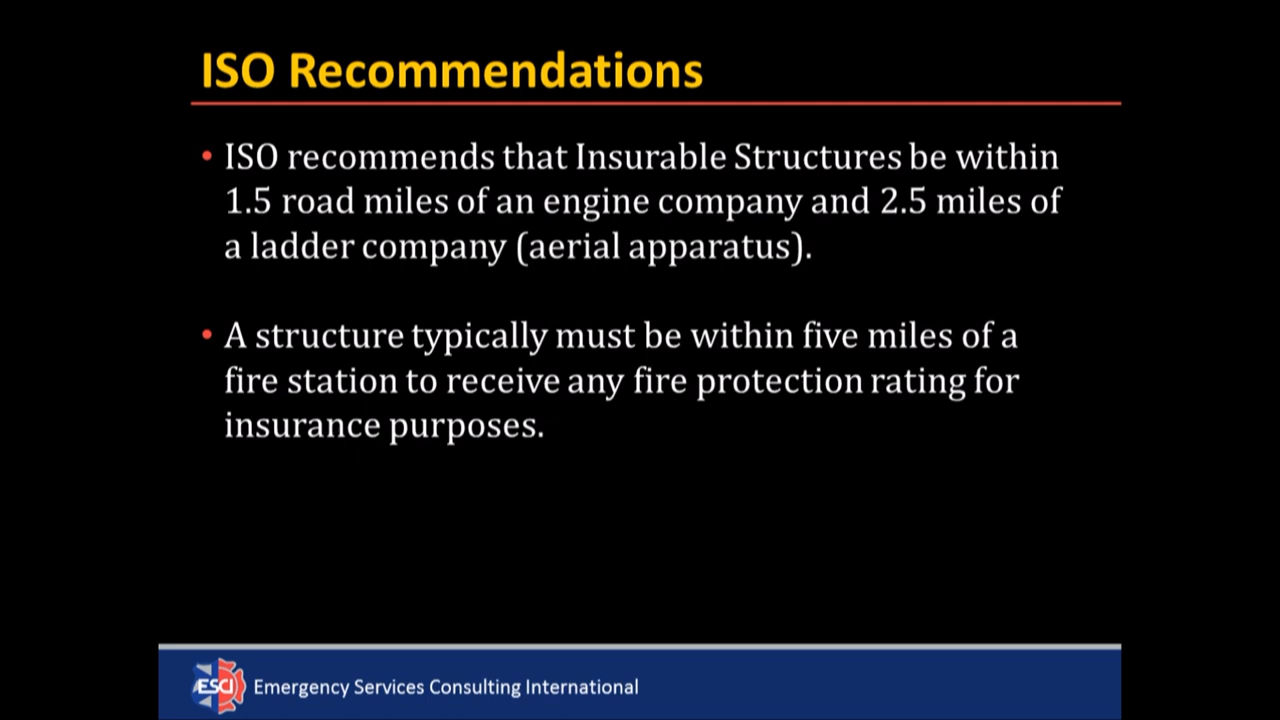 ISO Recommendations
• ISO recommends that Insurable Structures be within
1.5 road miles of an engine company and 2.5 miles of
a ladder company (aerial apparatus).
• A structure typically must be within five miles of a
fire station to receive any fire protection rating for
insurance purposes.
ESCI Emergency Services Consulting International